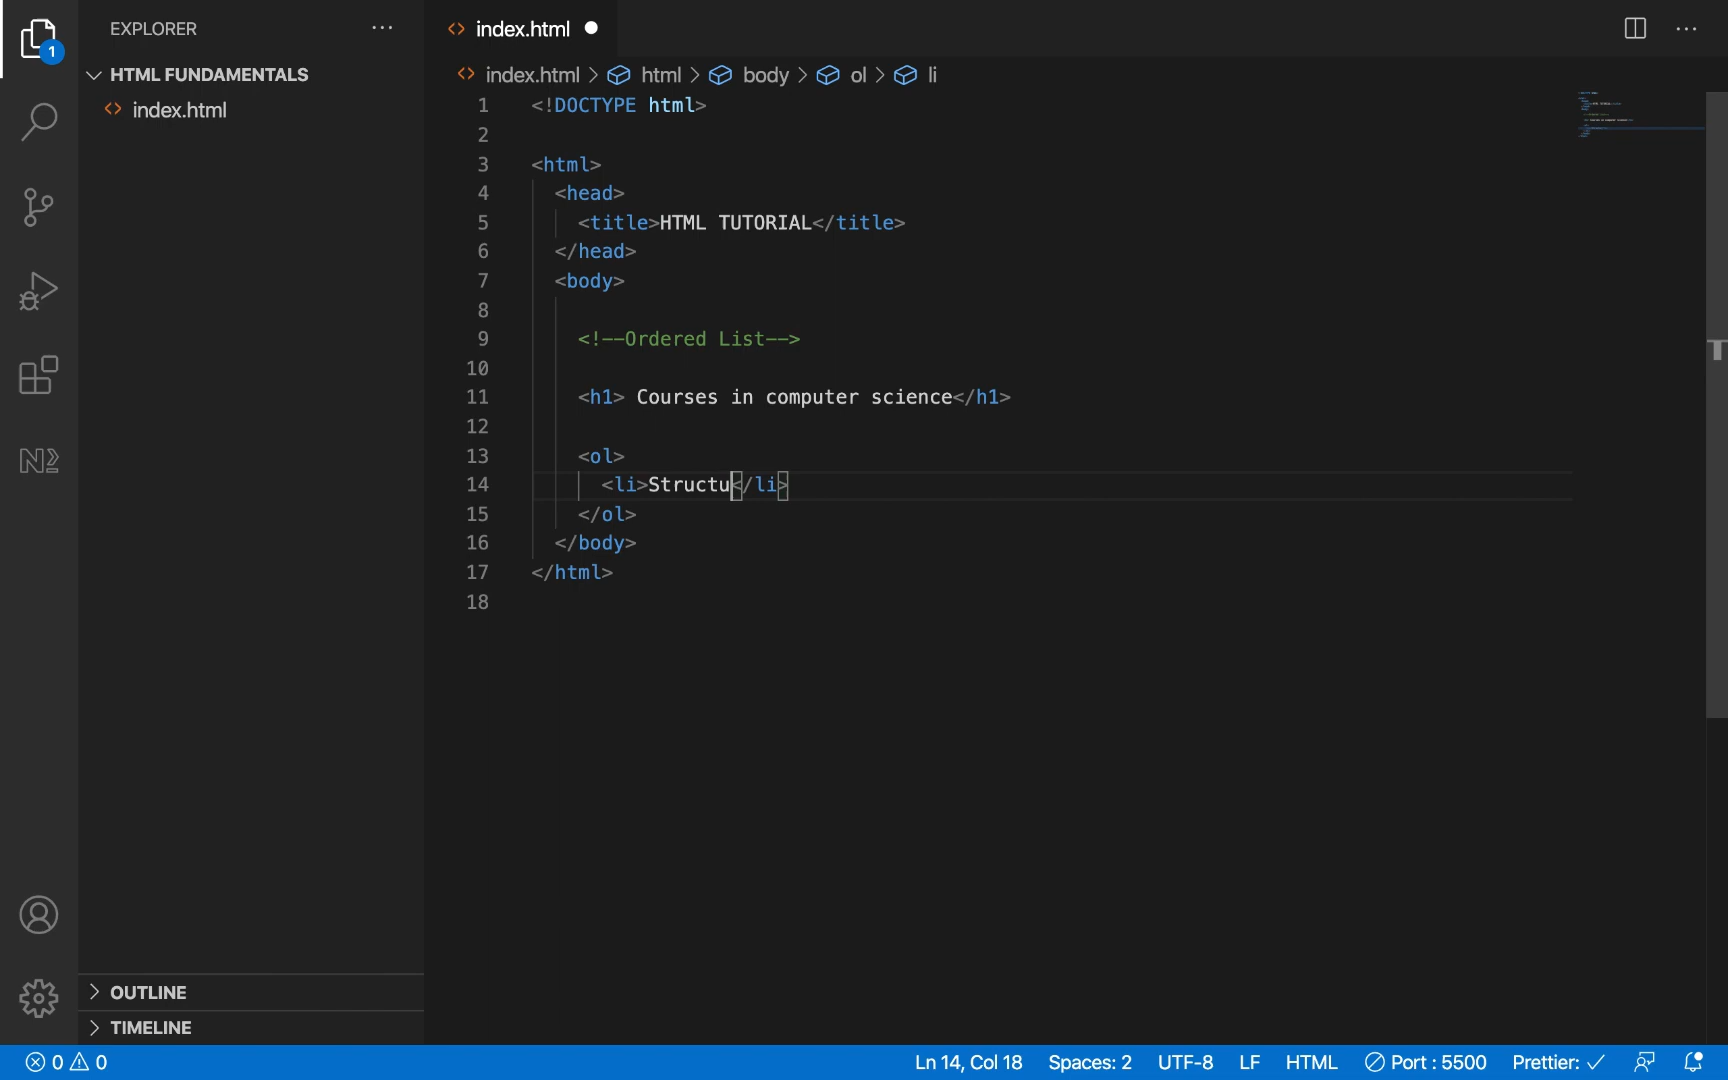 EXPLORER
1
HTML FUNDAMENTALS
index.html
index.html
index.html > html > body > ol > li
1 <!DOCTYPE html>
2
3 <html>
4 <head>
5 <title>HTML TUTORIAL</title>
6 </head>
7 <body>
8
9 <!--Ordered List-->
10
11 <h1> Courses in computer science</h1>
12
13 <ol>
14 <li>Structu</li>
15 </ol>
16 </body>
17 </html>
18
OUTLINE
TIMELINE
0 0 Ln 14, Col 18 Spaces: 2 UTF-8 LF HTML Port : 5500 Prettier: ✓